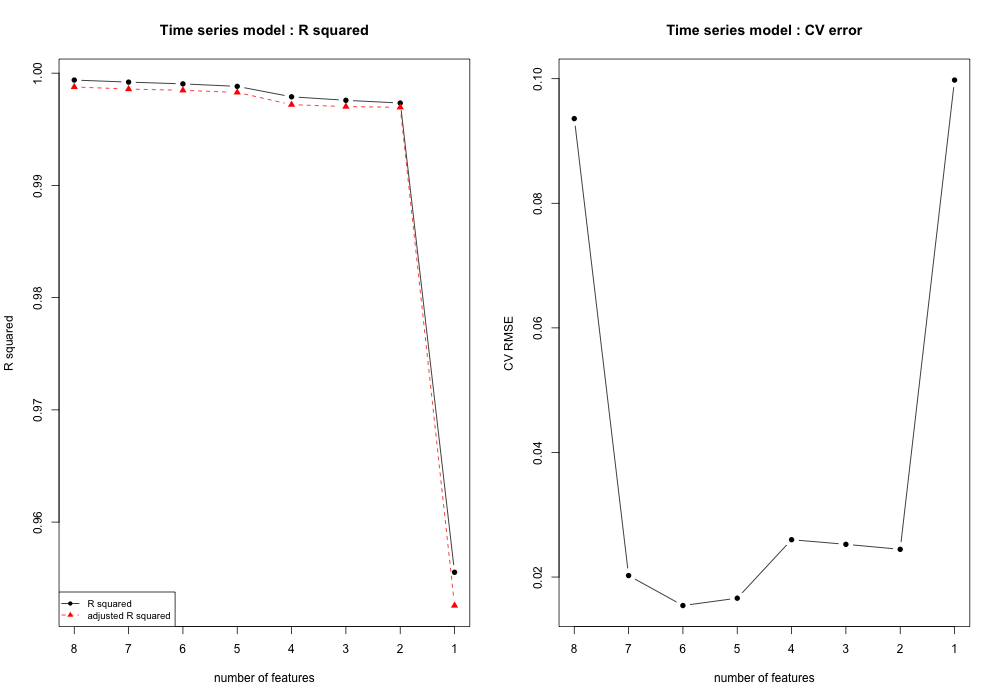 Time series model : R squared
R squared
1.00
0.99
0.98
0.97
0.96
R squared
adjusted R squared
8 7 6 5 4 3 2 1
number of features
Time series model : CV error
CV RMSE
0.10
0.08
0.06
0.04
0.02
8 7 6 5 4 3 2 1
number of features